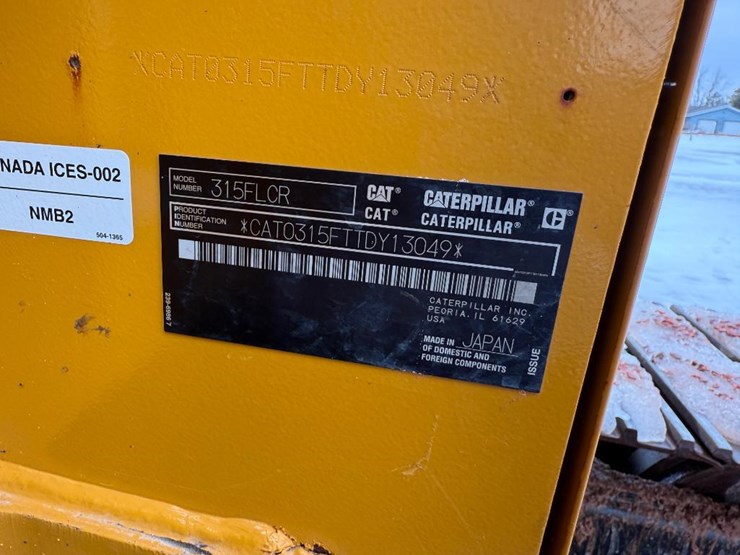 *CAT0315FTTDY13049*
NADA ICES-002
NMB2
504-1365
MODEL NUMBER 315FLCR
CAT® CATERPILLAR®
CAT® CATERPILLAR®
PRODUCT IDENTIFICATION NUMBER *CAT0315FTTDY13049*
CATERPILLAR INC.
PEORIA, IL 61629
USA
MADE IN JAPAN
OF DOMESTIC AND
FOREIGN COMPONENTS
ISSUE